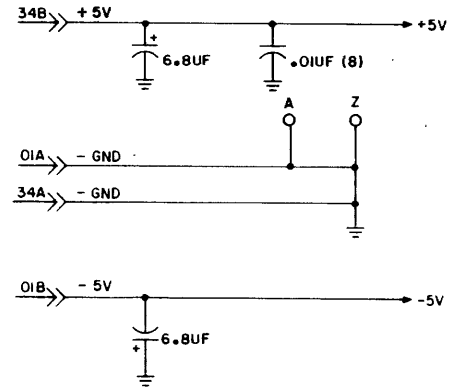 34B +5V +5V
+
6.8UF .01UF (8)
A Z
01A - GND
34A - GND
01B - 5V -5V
6.8UF
+